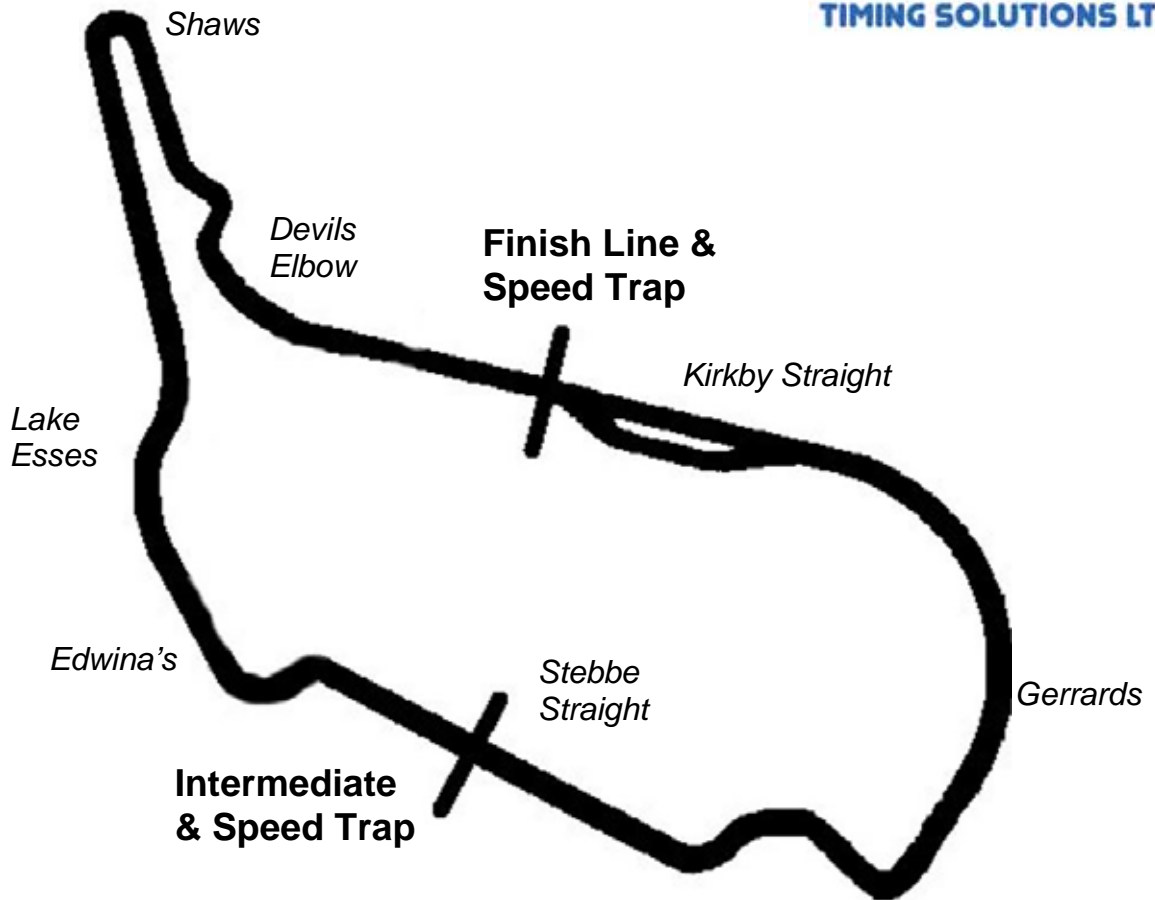 TIMING SOLUTIONS LT
Shaws
Devils
Elbow
Finish Line &
Speed Trap
Kirkby Straight
Lake
Esses
Edwina’s
Stebbe
Straight
Gerrards
Intermediate
& Speed Trap